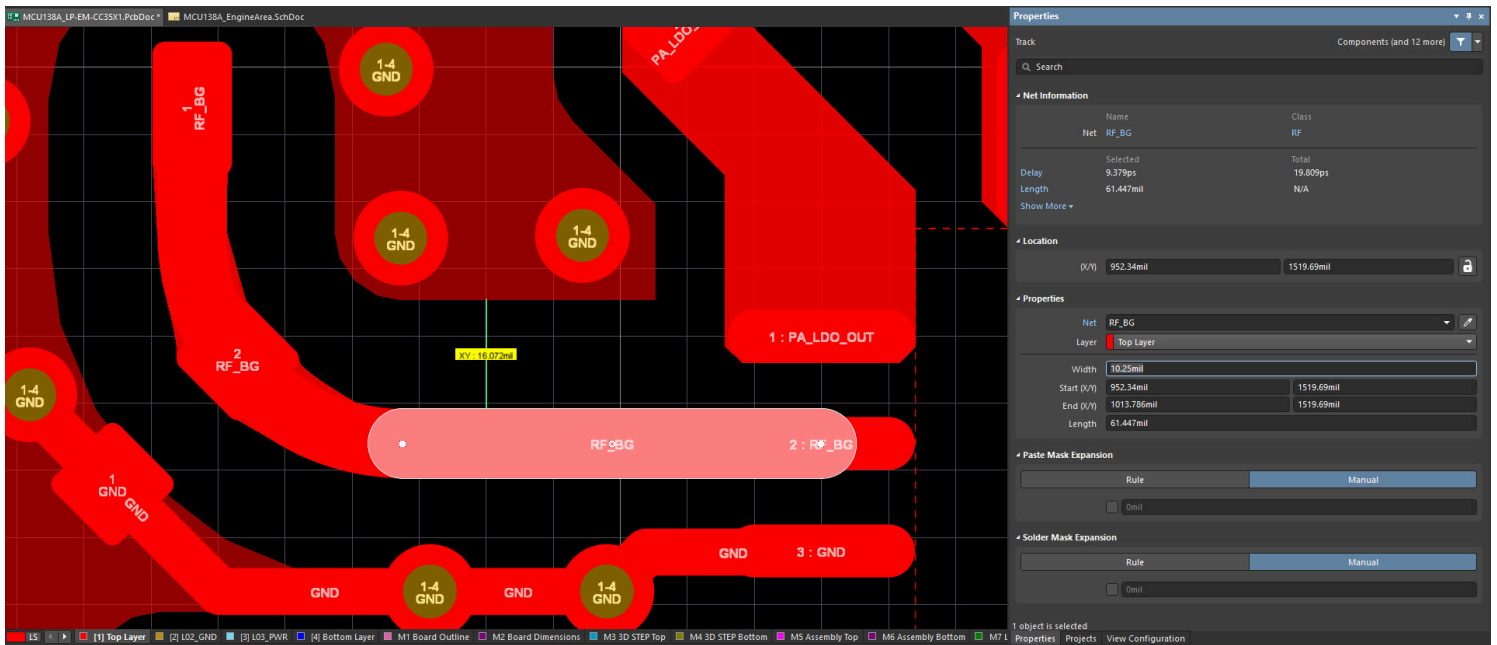 MCU138A_LP-EM-CC35X1.PcbDoc * MCU138A_EngineArea.SchDoc
1-4
GND
PA_LDO_
1
RF_BG
1-4
GND
1-4
GND
1 : PA_LDO_OUT
XY : 16.072mil
2
RF_BG
1-4
GND
RF_BG
2 : RF_BG
1
GND
GND
GND
3 : GND
1-4
GND
1-4
GND
GND
GND
LS [1] Top Layer [2] L02_GND [3] L03_PWR [4] Bottom Layer M1 Board Outline M2 Board Dimensions M3 3D STEP Top M4 3D STEP Bottom M5 Assembly Top M6 Assembly Bottom M7 L
Properties
Track Components (and 12 more)
Search
Net Information
Name Class
Net RF_BG RF
Selected Total
Delay 9.379ps 19.809ps
Length 61.447mil N/A
Show More
Location
(X/Y) 952.34mil 1519.69mil
Properties
Net RF_BG
Layer Top Layer
Width 10.25mil
Start (X/Y) 952.34mil 1519.69mil
End (X/Y) 1013.786mil 1519.69mil
Length 61.447mil
Paste Mask Expansion
Rule Manual
0mil
Solder Mask Expansion
Rule Manual
0mil
1 object is selected
Properties Projects View Configuration